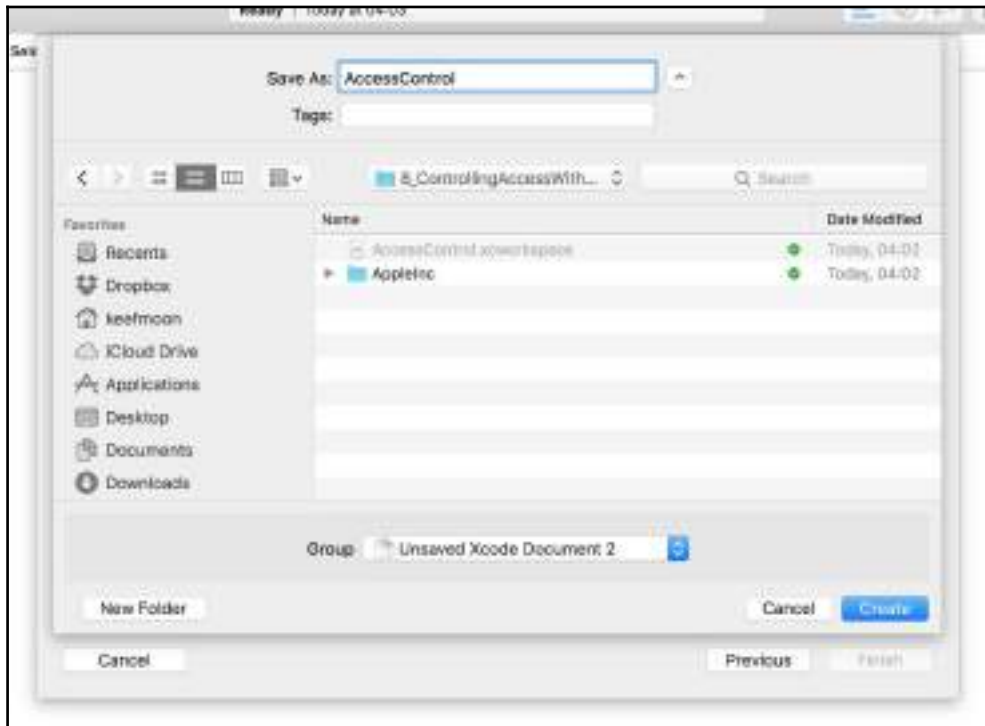 Ready | Today at 04-03
Save As: AccessControl
Tags:
8_ControllingAccessWith...
Search
Favorites
Name
Date Modified
Recents
AccessControl.xcworkspace
Today, 04:02
Dropbox
AppleInc
Today, 04:02
keefmoon
iCloud Drive
Applications
Desktop
Documents
Downloads
Group
Unsaved Xcode Document 2
New Folder
Cancel
Create
Cancel
Previous
Finish